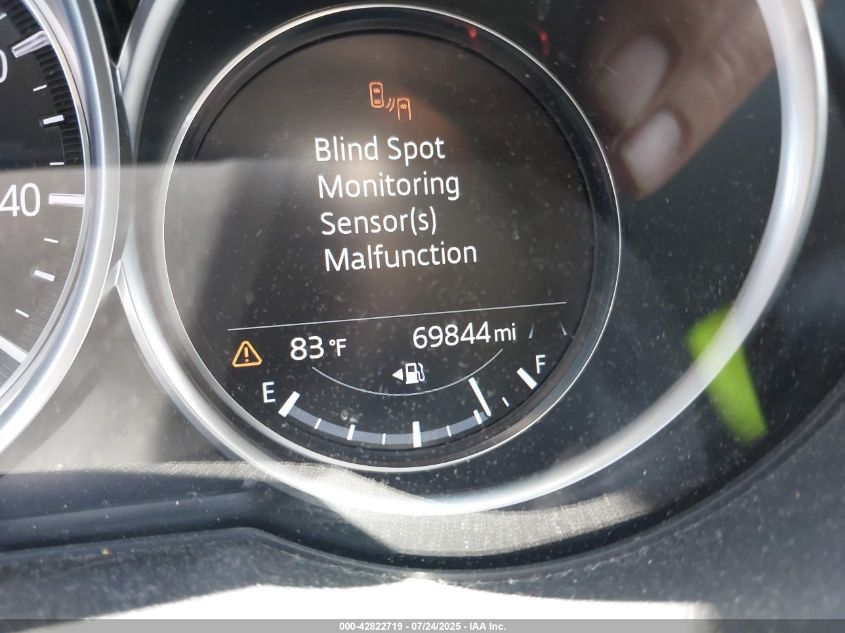 Blind Spot
Monitoring
Sensor(s)
Malfunction
40
83°F
69844mi
E
F
000-42822719 - 07/24/2025 - IAA Inc.